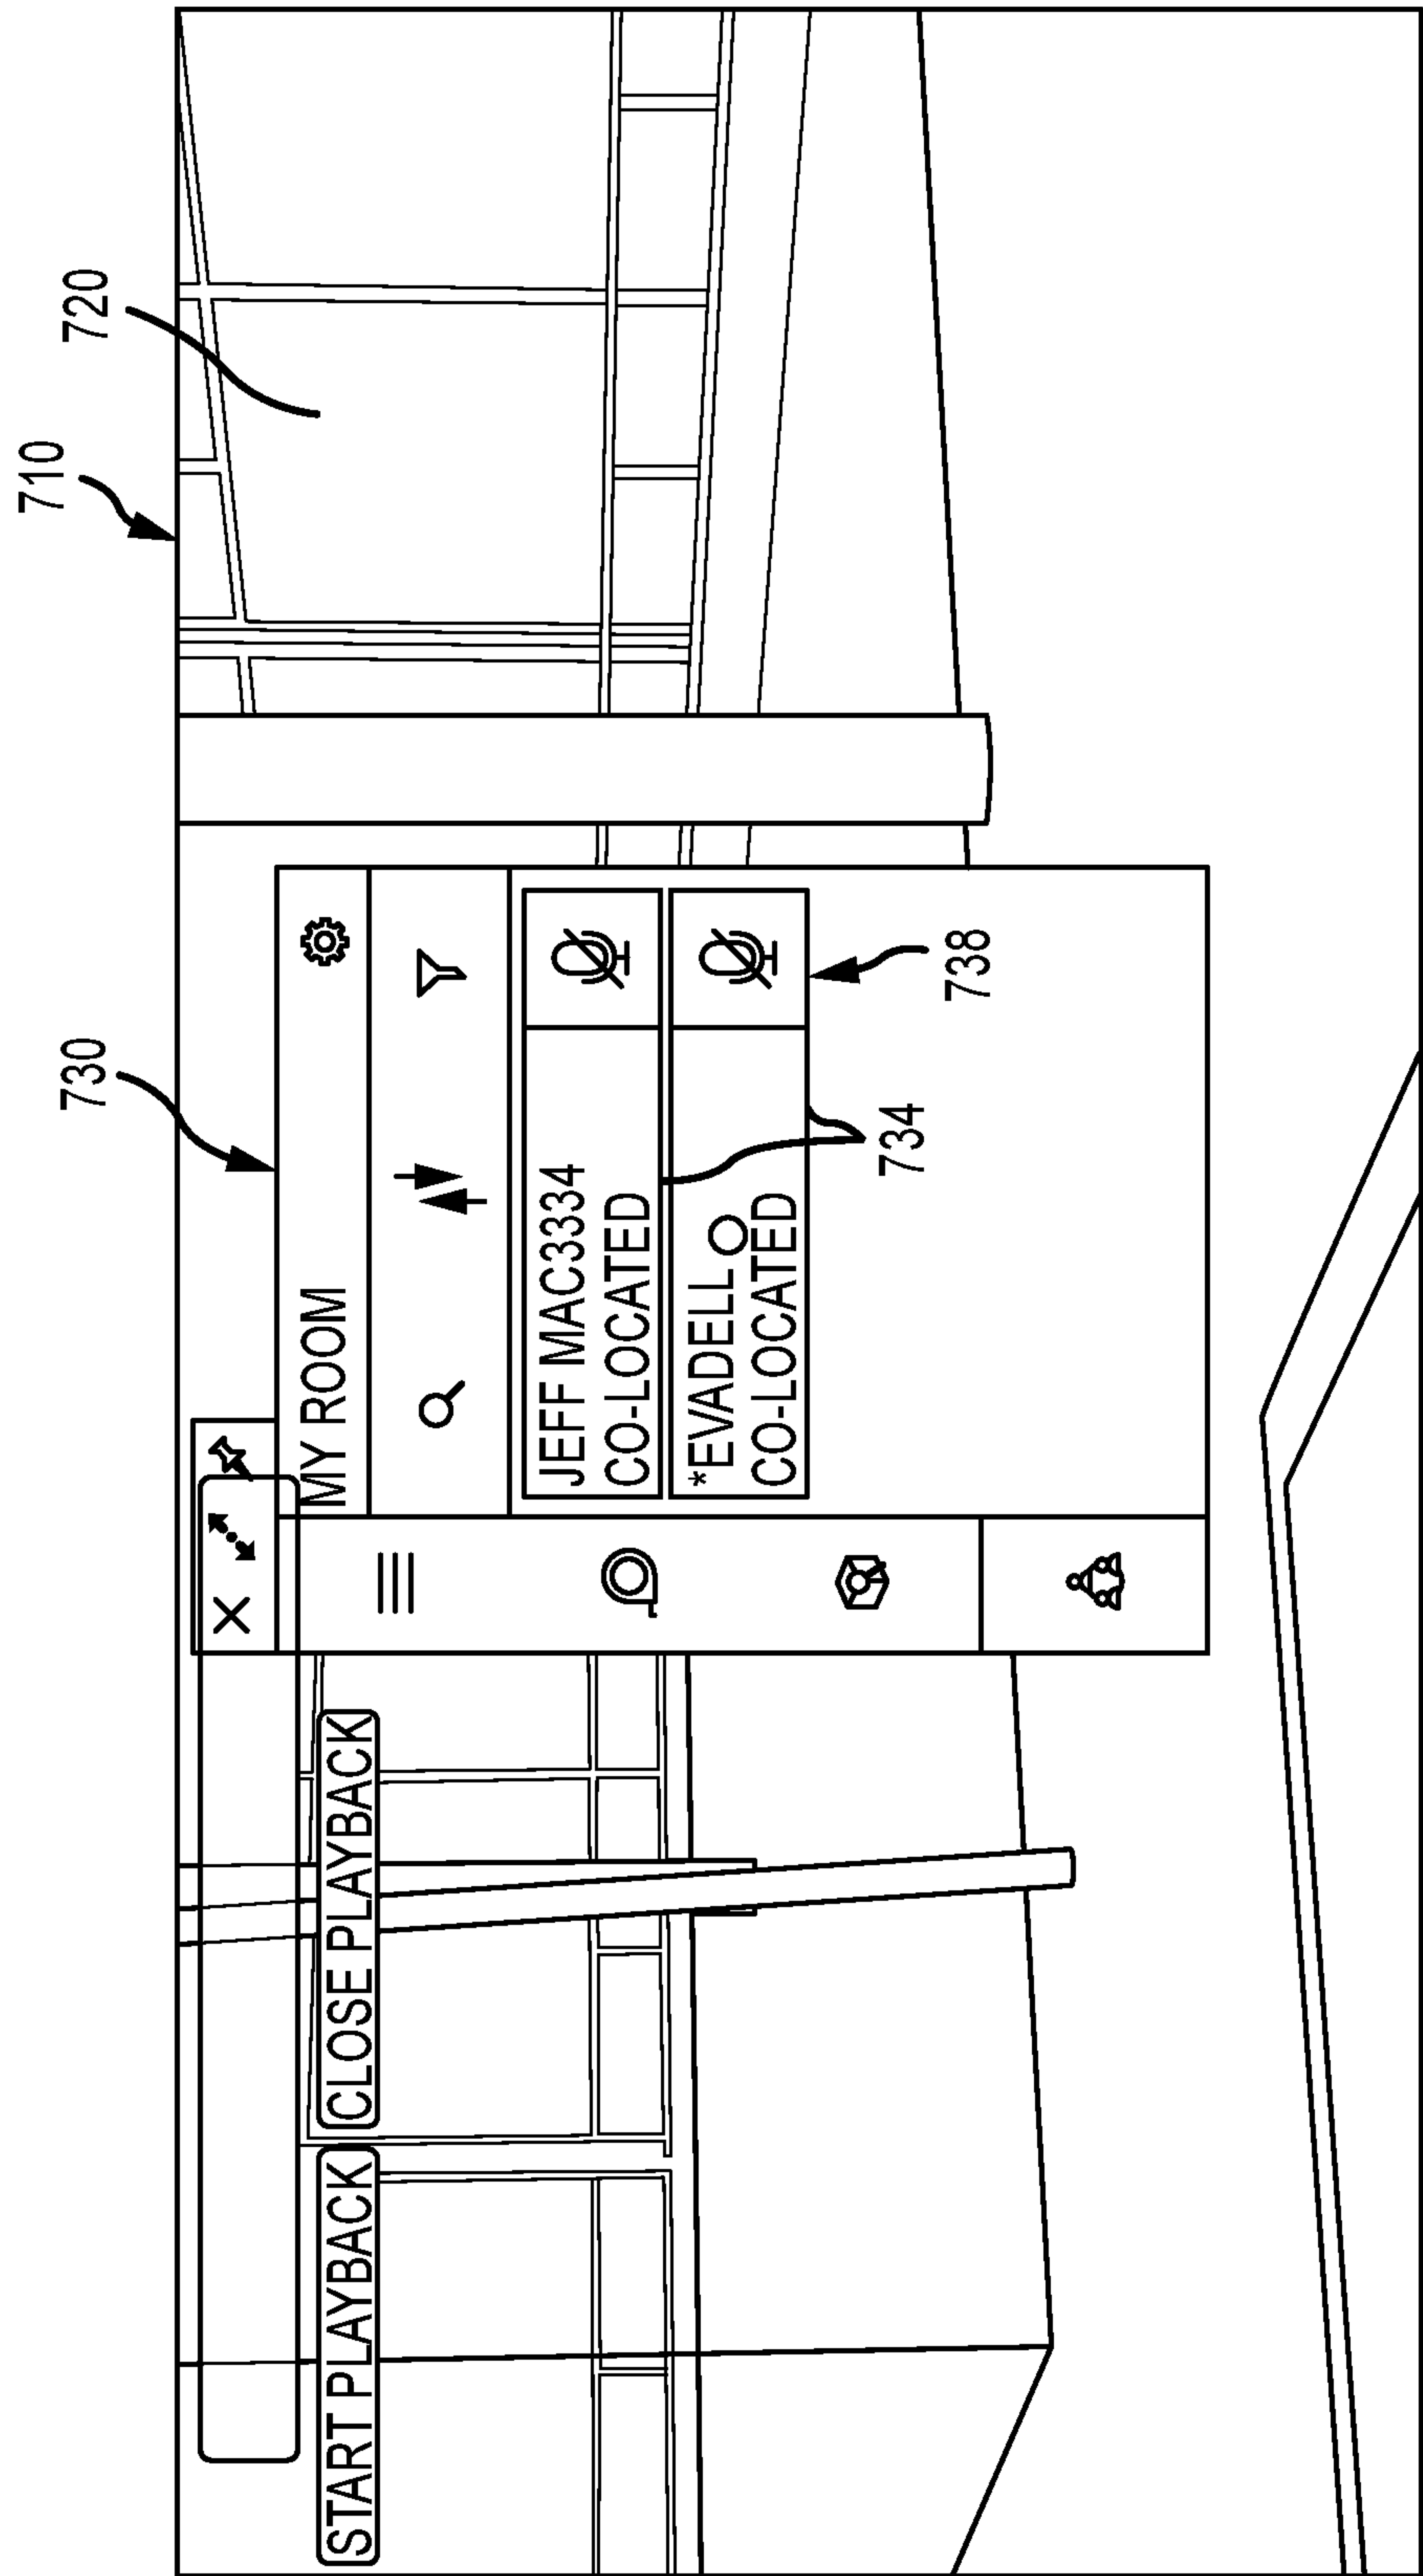 710
720
730
START PLAYBACK
CLOSE PLAYBACK
MY ROOM
JEFF MAC3334
CO-LOCATED
*EVADELL
CO-LOCATED
734
738